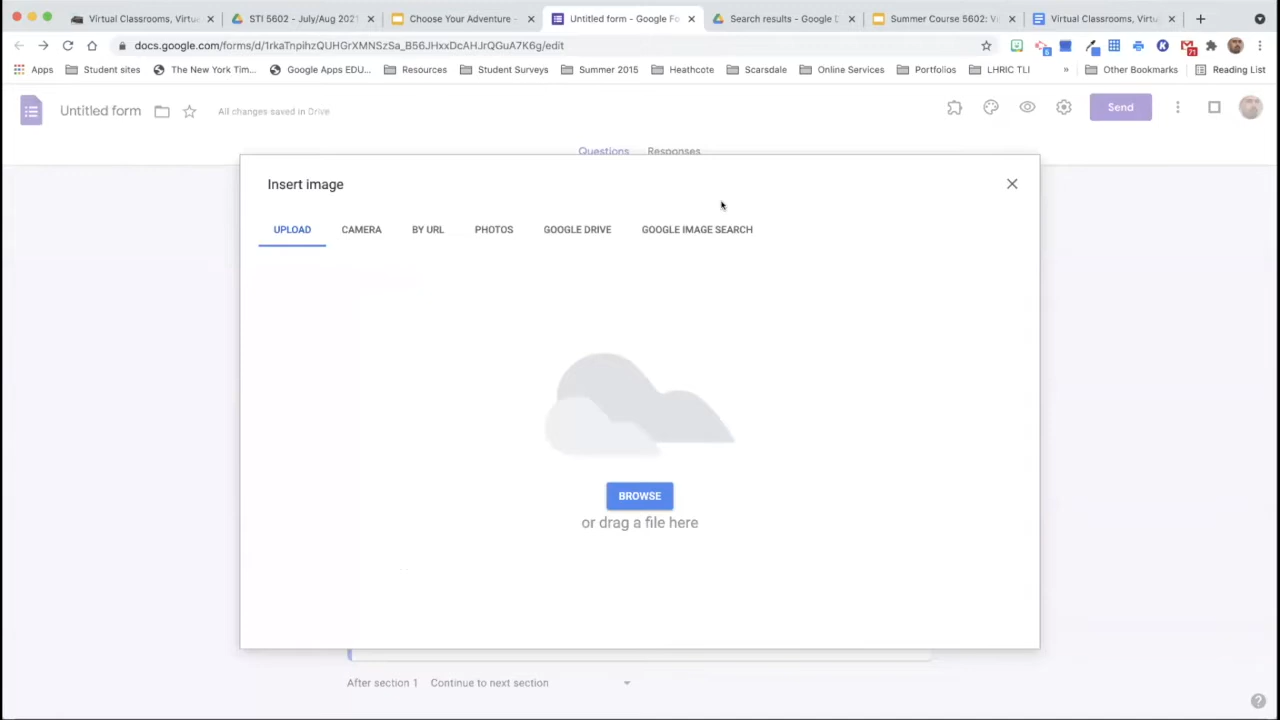 Virtual Classrooms, Virtu
STI 5602 - July/Aug 2021
Choose Your Adventure -
Untitled form - Google Fo
Search results - Google D
Summer Course 5602: Vi
Virtual Classrooms, Virtu
docs.google.com/forms/d/1rkaTnpihzQUHGrXMNSzSa_B56JHxxDcAHJrQGuA7K6g/edit
6
71
Apps
Student sites
The New York Tim...
Google Apps EDU...
Resources
Student Surveys
Summer 2015
Heathcote
Scarsdale
Online Services
Portfolios
LHRIC TLI
»
Other Bookmarks
Reading List
Untitled form
All changes saved in Drive
Send
Questions
Responses
Insert image
UPLOAD
CAMERA
BY URL
PHOTOS
GOOGLE DRIVE
GOOGLE IMAGE SEARCH
BROWSE
or drag a file here
After section 1
Continue to next section